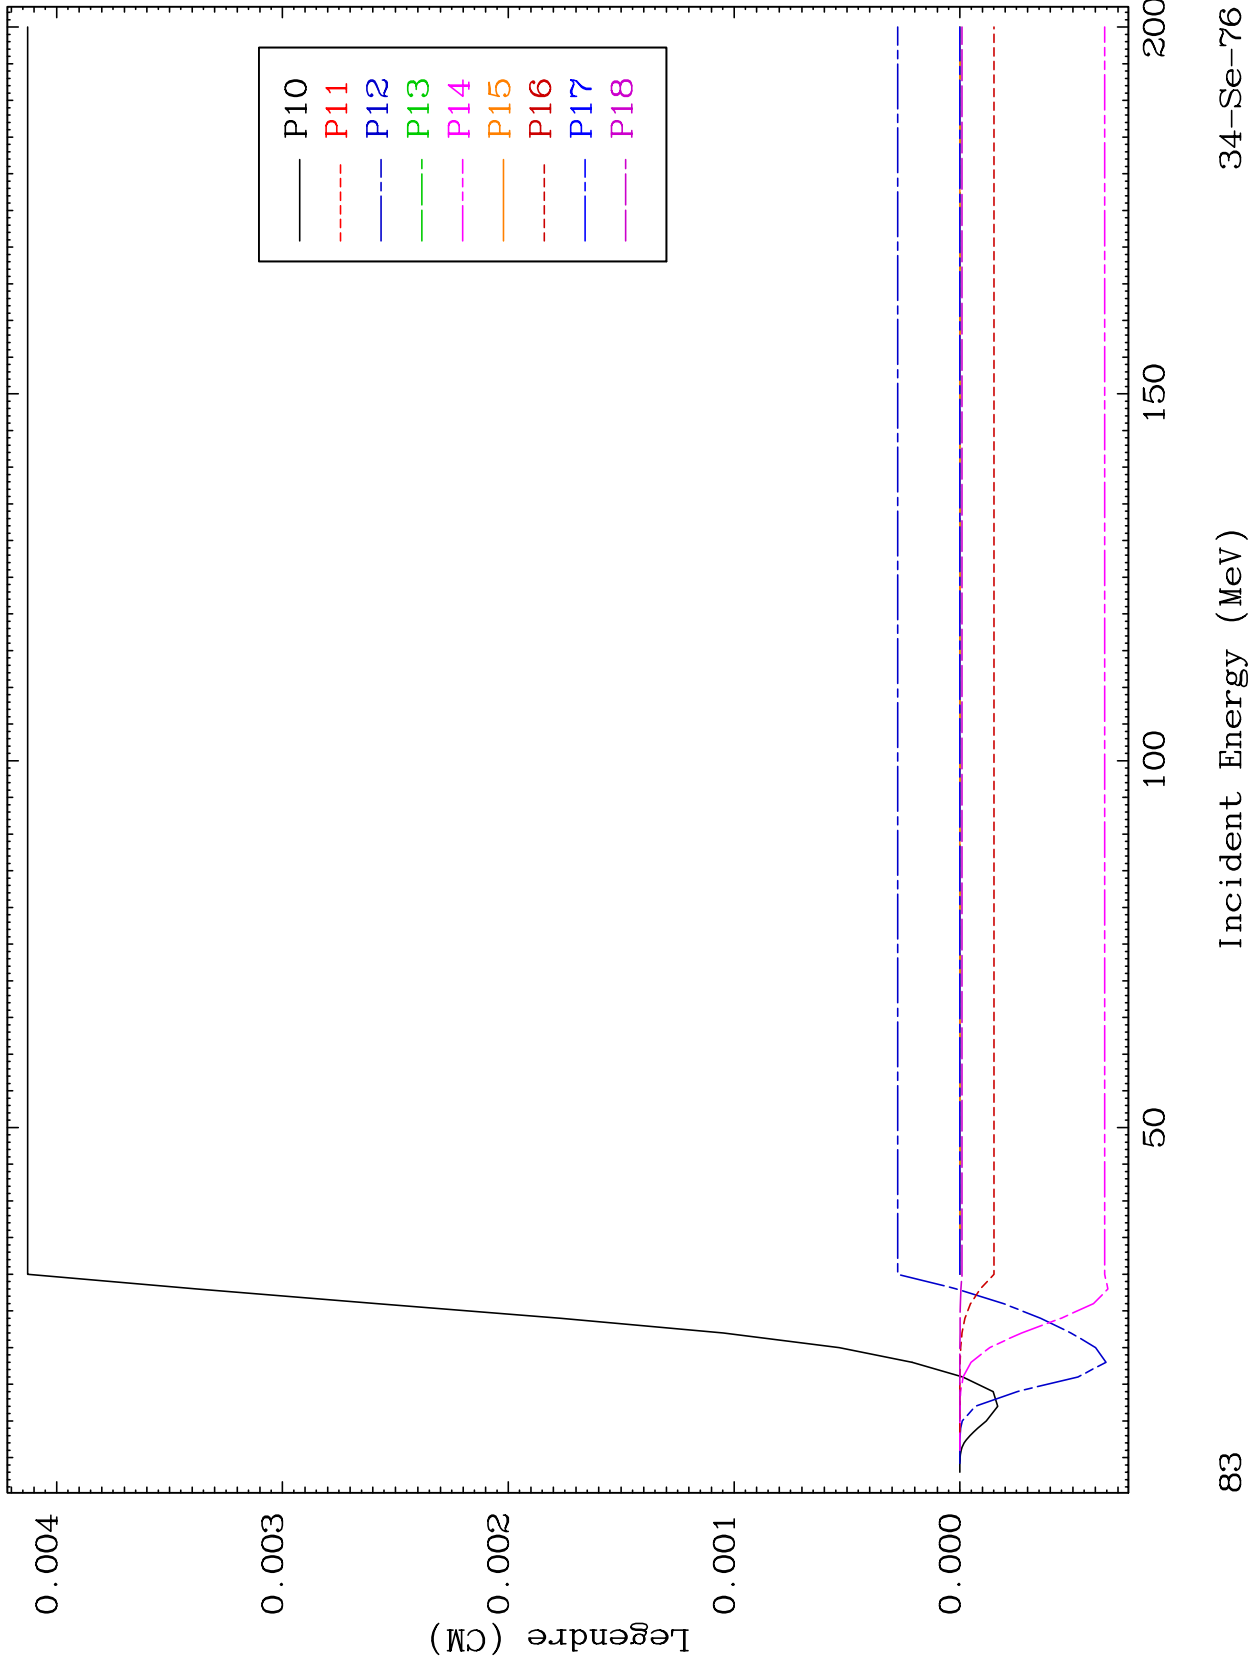 Legendre (CM)
0.004
0.003
0.002
0.001
0.000
P10
P11
P12
P13
P14
P15
P16
P17
P18
50
100
150
200
83
Incident Energy (MeV)
34-Se-76